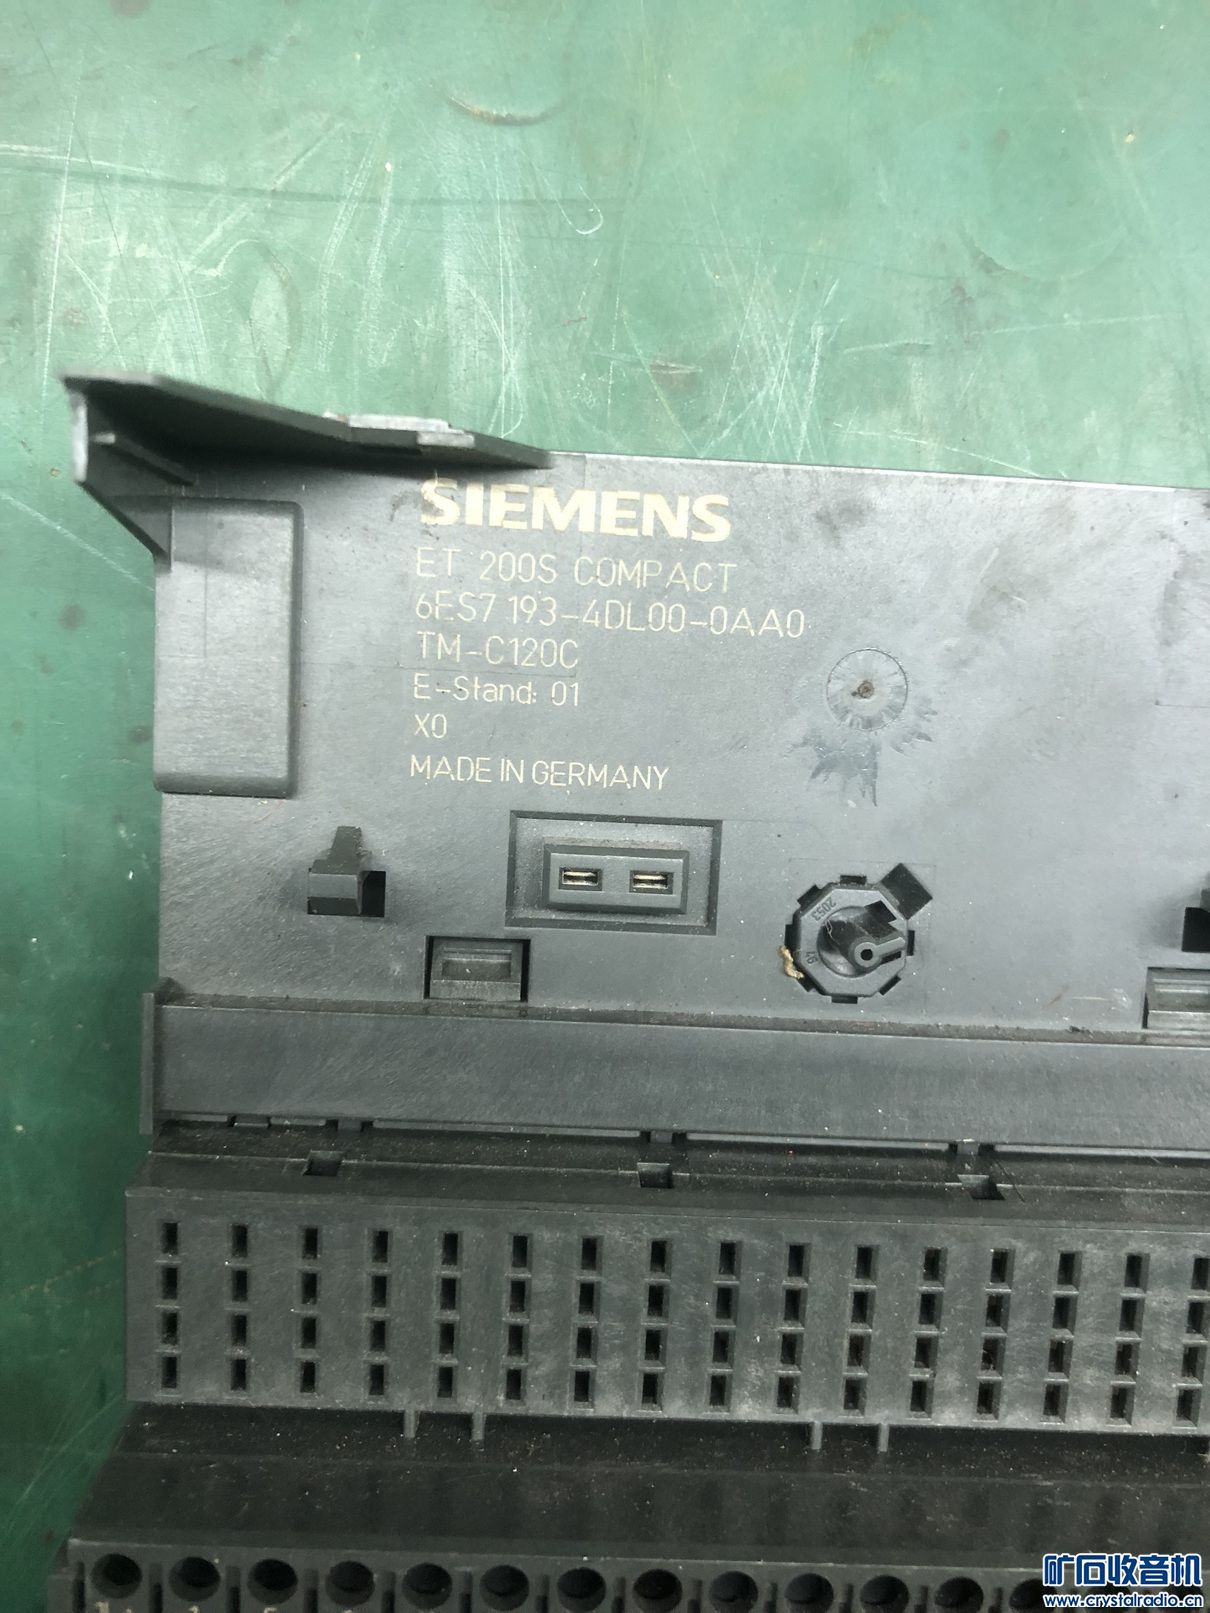 SIEMENS
ET 200S COMPACT
6ES7 193-4DL00-0AA0
TM-C120C
E-Stand: 01
X0
MADE IN GERMANY
2053
矿石收音机
www.crystalradio.cn